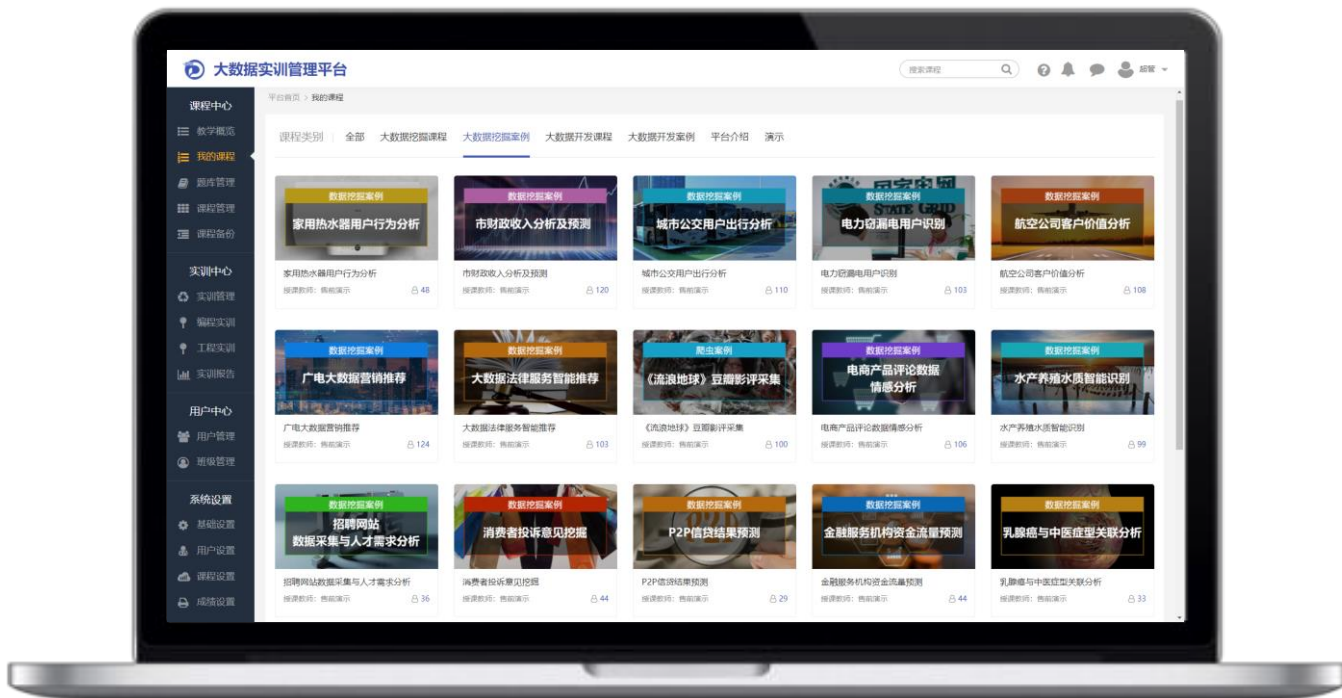 大数据实训管理平台
搜索课程
超管
课程中心
教学概览
我的课程
题库管理
课程管理
课程备份
实训中心
实训管理
编程实训
工程实训
实训报告
用户中心
用户管理
班级管理
系统设置
基础设置
用户设置
课程设置
成绩设置
平台首页 > 我的课程
课程类别 全部 大数据挖掘课程 大数据挖掘案例 大数据开发课程 大数据开发案例 平台介绍 演示
数据挖掘案例
家用热水器用户行为分析
家用热水器用户行为分析
授课教师：售前演示 48
数据挖掘案例
市财政收入分析及预测
市财政收入分析及预测
授课教师：售前演示 120
数据挖掘案例
城市公交用户出行分析
城市公交用户出行分析
授课教师：售前演示 110
国家电网
STATE GRID
数据挖掘案例
电力窃漏电用户识别
电力窃漏电用户识别
授课教师：售前演示 103
数据挖掘案例
航空公司客户价值分析
航空公司客户价值分析
授课教师：售前演示 108
数据挖掘案例
广电大数据营销推荐
广电大数据营销推荐
授课教师：售前演示 124
数据挖掘案例
大数据法律服务智能推荐
大数据法律服务智能推荐
授课教师：售前演示 103
爬虫案例
《流浪地球》豆瓣影评采集
《流浪地球》豆瓣影评采集
授课教师：售前演示 100
数据挖掘案例
电商产品评论数据
情感分析
电商产品评论数据情感分析
授课教师：售前演示 106
数据挖掘案例
水产养殖水质智能识别
水产养殖水质智能识别
授课教师：售前演示 99
数据挖掘案例
招聘网站
数据采集与人才需求分析
招聘网站数据采集与人才需求分析
授课教师：售前演示 36
数据挖掘案例
消费者投诉意见挖掘
消费者投诉意见挖掘
授课教师：售前演示 44
数据挖掘案例
P2P信贷结果预测
P2P信贷结果预测
授课教师：售前演示 29
数据挖掘案例
金融服务机构资金流量预测
金融服务机构资金流量预测
授课教师：售前演示 44
数据挖掘案例
乳腺癌与中医症型关联分析
乳腺癌与中医症型关联分析
授课教师：售前演示 33